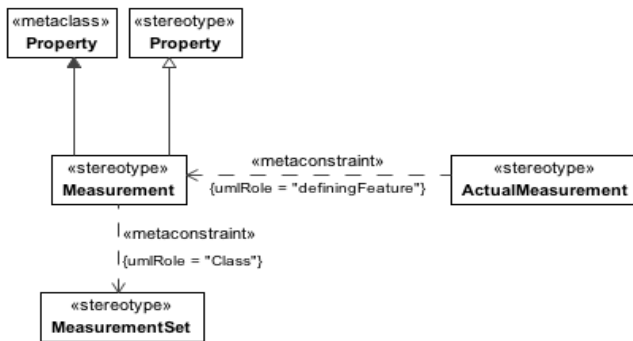 «metaclass»
Property
«stereotype»
Property
«stereotype»
Measurement
«metaconstraint»
{umlRole = "definingFeature"}
«stereotype»
ActualMeasurement
«metaconstraint»
{umlRole = "Class"}
«stereotype»
MeasurementSet